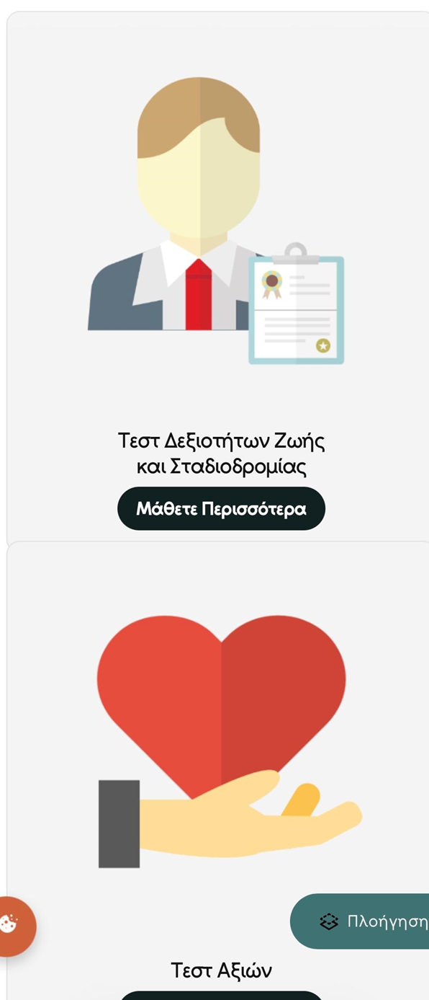 Τεστ Δεξιοτήτων Ζωής
και Σταδιοδρομίας
Μάθετε Περισσότερα
Πλοήγηση
Τεστ Αξιών